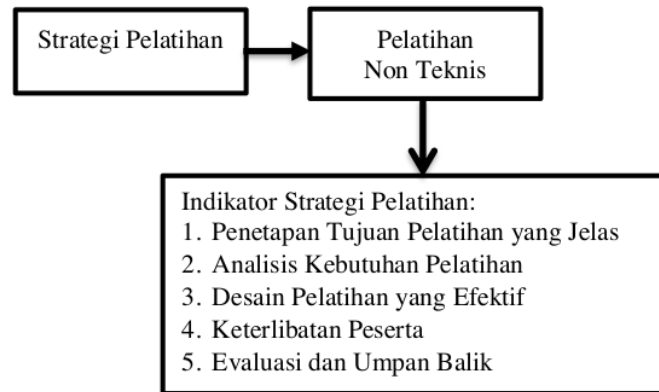 Strategi Pelatihan
Pelatihan
Non Teknis
Indikator Strategi Pelatihan:
1. Penetapan Tujuan Pelatihan yang Jelas
2. Analisis Kebutuhan Pelatihan
3. Desain Pelatihan yang Efektif
4. Keterlibatan Peserta
5. Evaluasi dan Umpan Balik